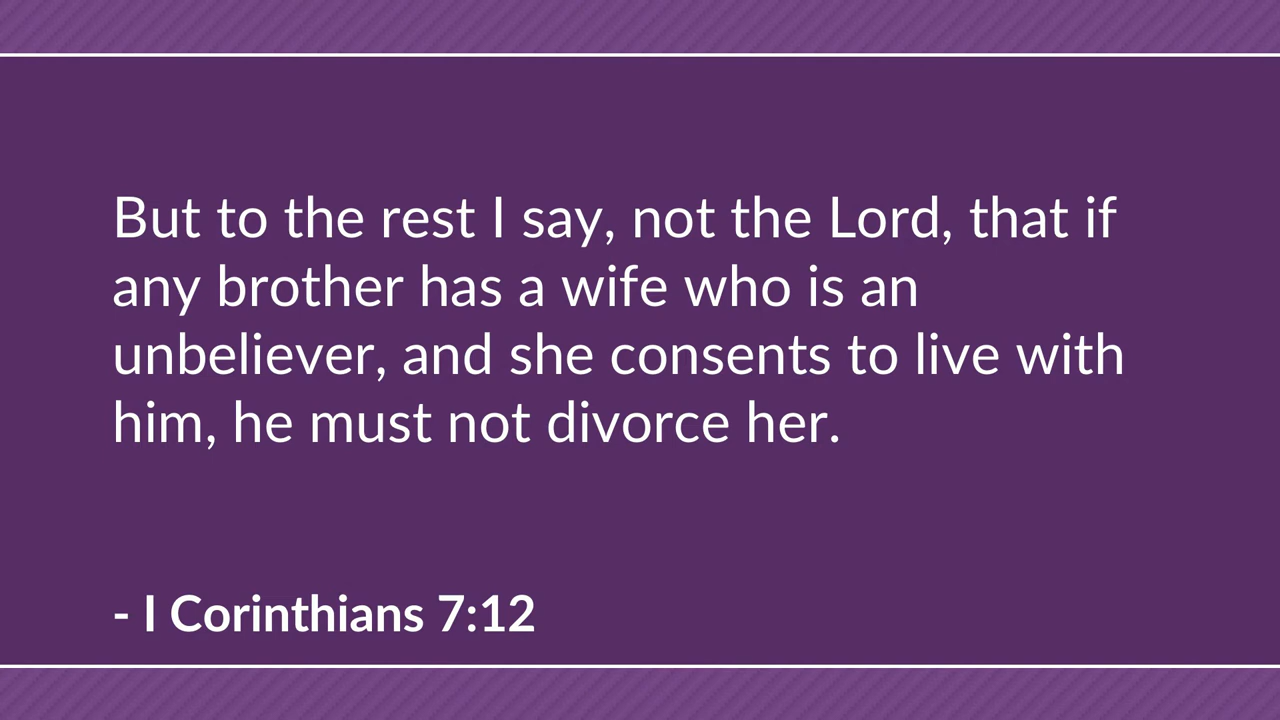 But to the rest I say, not the Lord, that if
any brother has a wife who is an
unbeliever, and she consents to live with
him, he must not divorce her.
- I Corinthians 7:12